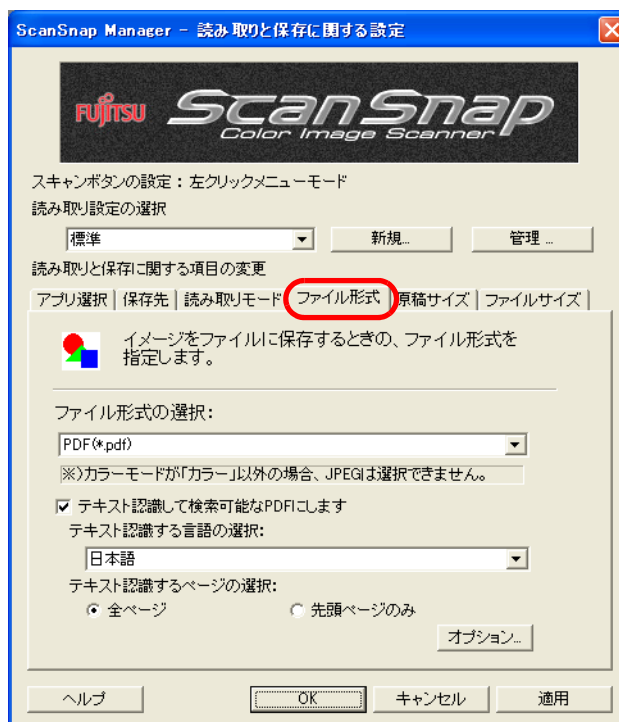 ScanSnap Manager - 読み取りと保存に関する設定
FUJITSU ScanSnap
Color Image Scanner
スキャンボタンの設定：左クリックメニューモード
読み取り設定の選択
標準 新規... 管理 ...
読み取りと保存に関する項目の変更
アプリ選択 保存先 読み取りモード ファイル形式 原稿サイズ ファイルサイズ
イメージをファイルに保存するときの、ファイル形式を
指定します。
ファイル形式の選択：
PDF(*.pdf)
※)カラーモードが「カラー」以外の場合、JPEGは選択できません。
テキスト認識して検索可能なPDFにします
テキスト認識する言語の選択：
日本語
テキスト認識するページの選択：
全ページ 先頭ページのみ
オプション...
ヘルプ OK キャンセル 適用